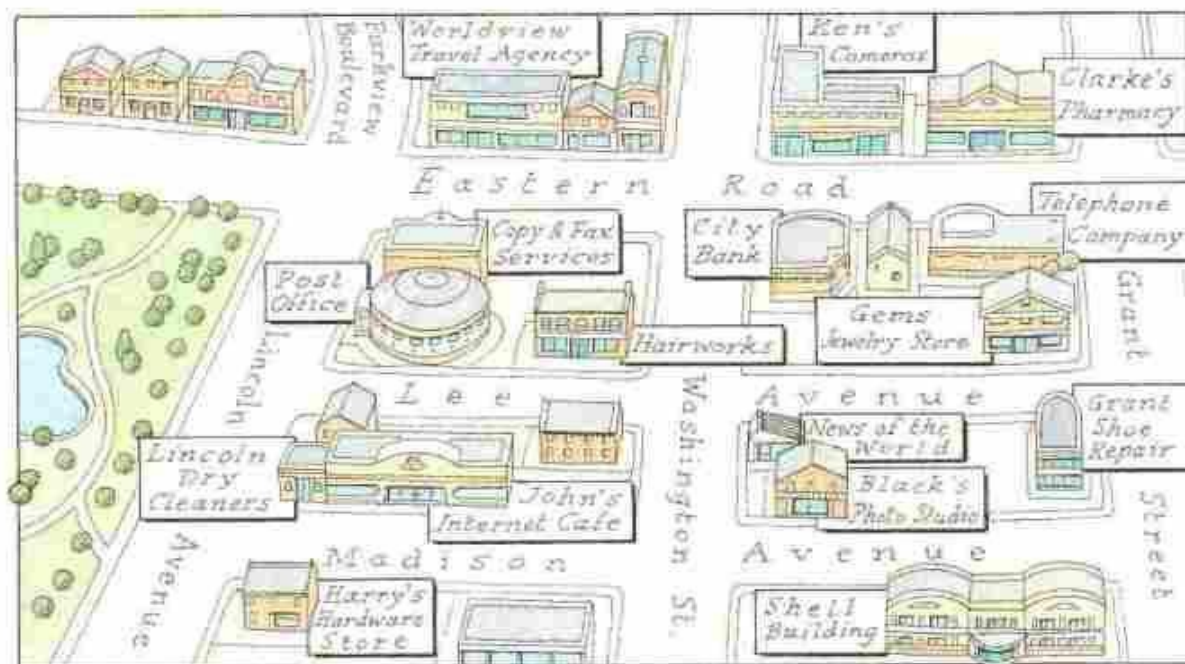 Parkview
Boulevard
Worldview
Travel Agency
Ken's
Cameras
Clarke's
Pharmacy
Eastern Road
Post
Office
Copy & Fax
Services
City
Bank
Telephone
Company
Gems
Jewelry Store
Hairworks
Lincoln Avenue
Lee Avenue
Washington St.
Grant Street
Lincoln
Dry
Cleaners
John's
Internet Cafe
News of the
World
Black's
Photo Studio
Grant
Shoe
Repair
Madison Avenue
Harry's
Hardware
Store
Shell
Building